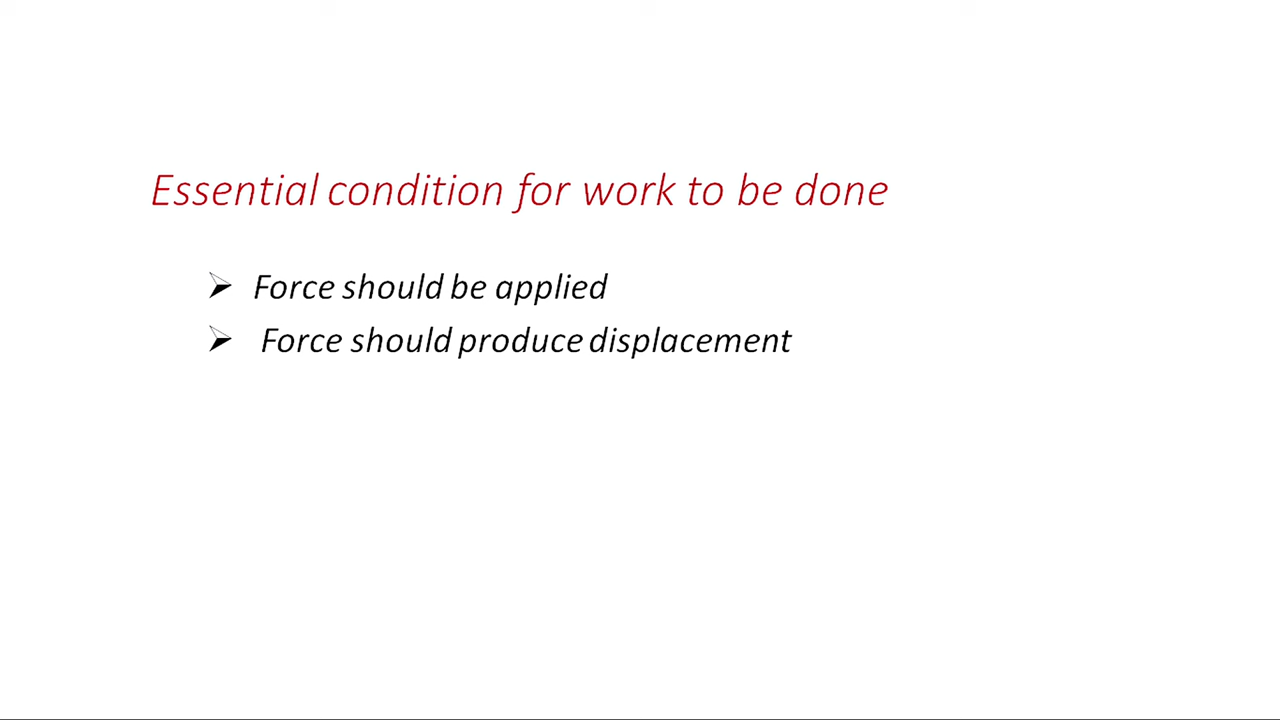 Essential condition for work to be done
➢ Force should be applied
➢ Force should produce displacement